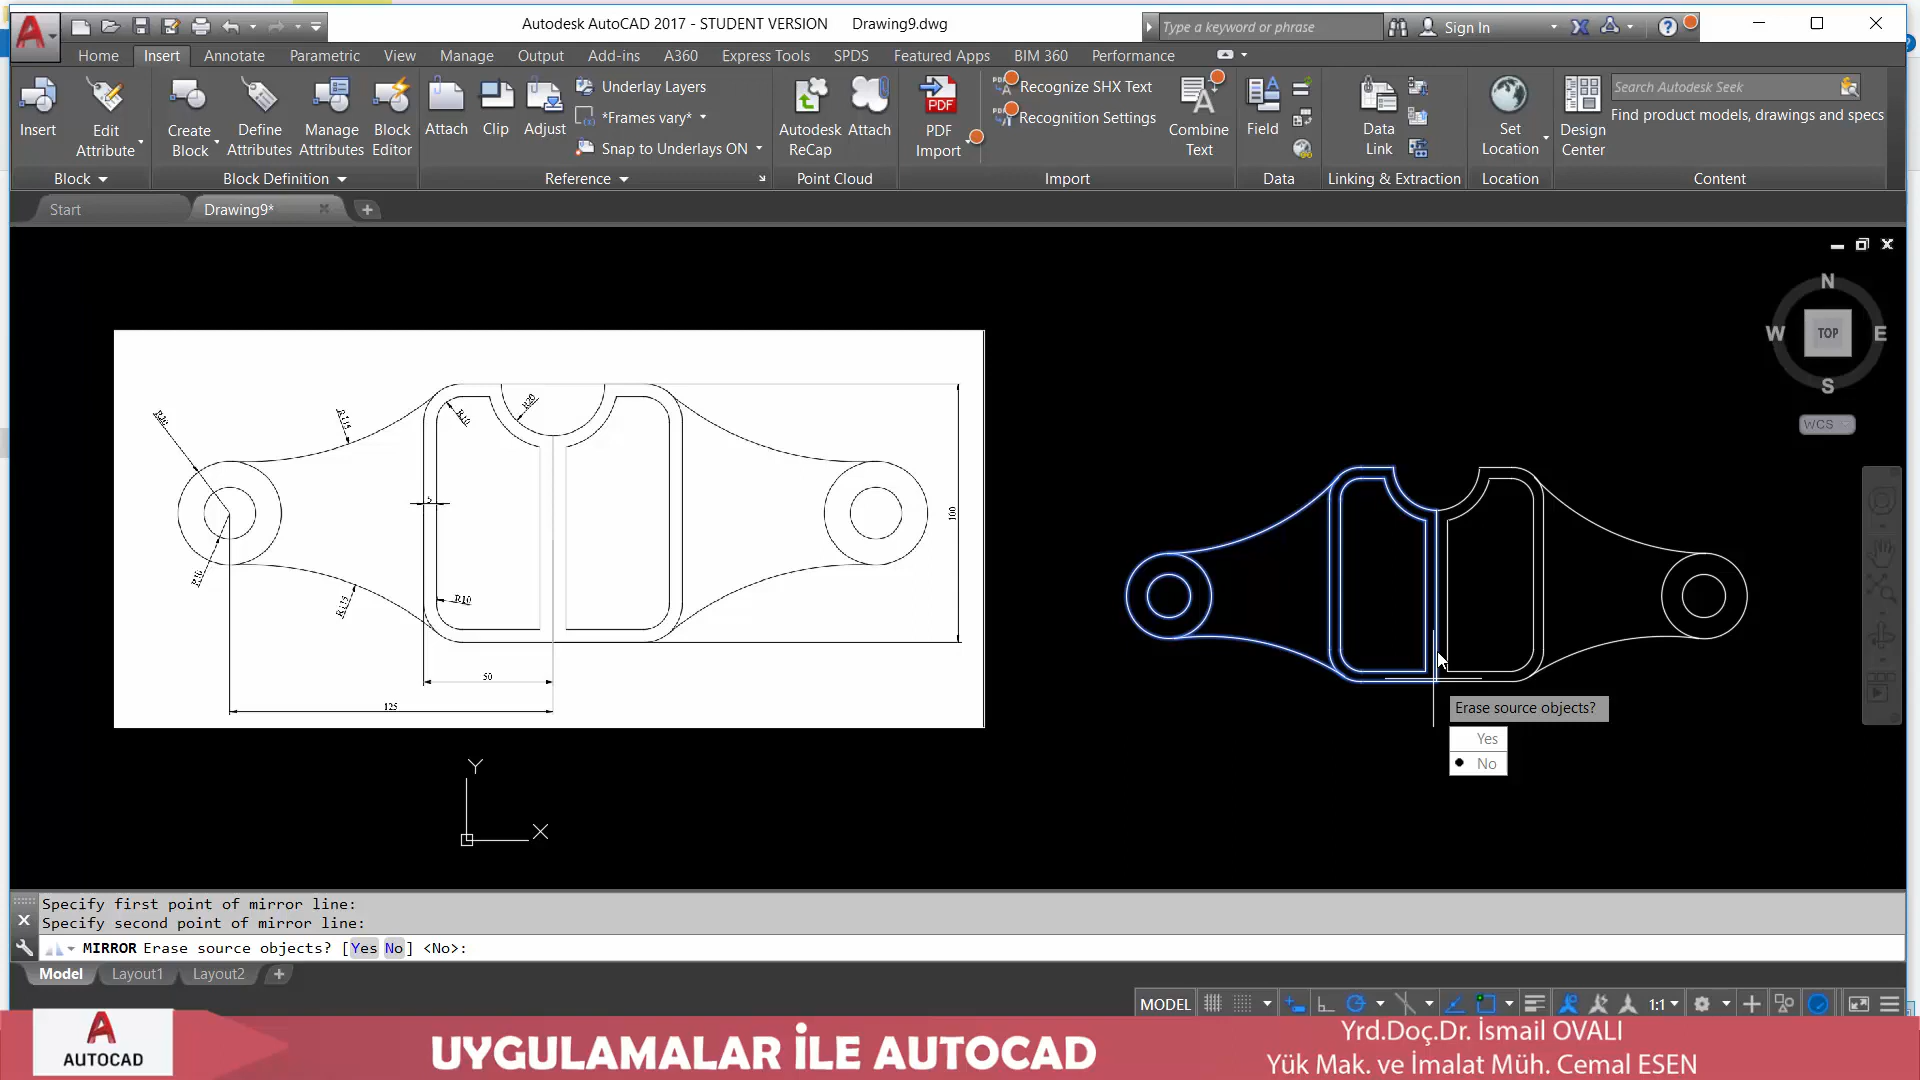 Autodesk AutoCAD 2017 - STUDENT VERSION Drawing9.dwg
Type a keyword or phrase
Sign In
Home Insert Annotate Parametric View Manage Output Add-ins A360 Express Tools SPDS Featured Apps BIM 360 Performance
Insert
Edit Attribute
Create Block
Define Attributes
Manage Attributes
Block Editor
Attach
Clip
Adjust
Underlay Layers
*Frames vary*
Snap to Underlays ON
Autodesk ReCap
Attach
PDF Import
Recognize SHX Text
Recognition Settings
Combine Text
Field
Data Link
Set Location
Design Center
Search Autodesk Seek
Find product models, drawings and specs
Block
Block Definition
Reference
Point Cloud
Import
Data
Linking & Extraction
Location
Content
Start
Drawing9*
N
W
TOP
E
S
WCS
R20
R115
R10
R20
5
100
R10
R135
R10
50
125
Y
X
Erase source objects?
Yes
No
Specify first point of mirror line:
Specify second point of mirror line:
MIRROR Erase source objects? [Yes No] <No>:
Model Layout1 Layout2
MODEL
1:1
AUTOCAD
UYGULAMALAR İLE AUTOCAD
Yrd.Doç.Dr. İsmail OVALI
Yük Mak. ve İmalat Müh. Cemal ESEN